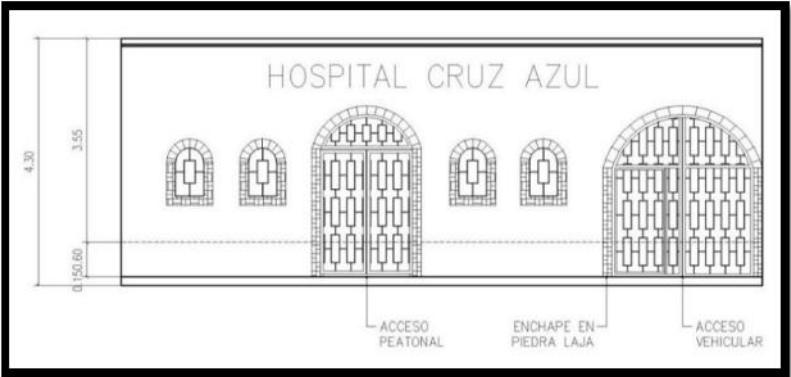 HOSPITAL CRUZ AZUL
4.30
3.55
0.60
0.15
ACCESO
PEATONAL
ENCHAPE EN
PIEDRA LAJA
ACCESO
VEHICULAR